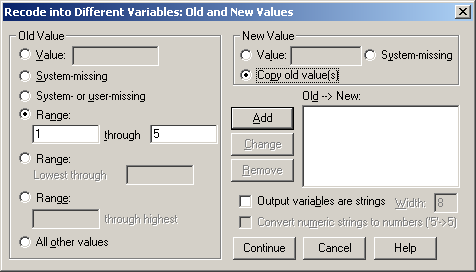 Recode into Different Variables: Old and New Values
Old Value
Value:
System-missing
System- or user-missing
Range:
1 through 5
Range:
Lowest through
Range:
through highest
All other values
New Value
Value: System-missing
Copy old value(s)
Old --> New:
Add
Change
Remove
Output variables are strings Width: 8
Convert numeric strings to numbers ('5'->5)
Continue Cancel Help